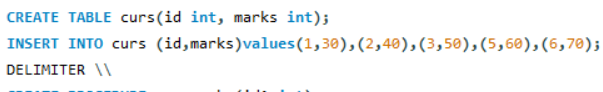 CREATE TABLE curs(id int, marks int);
INSERT INTO curs (id,marks)values(1,30),(2,40),(3,50),(5,60),(6,70);
DELIMITER \\